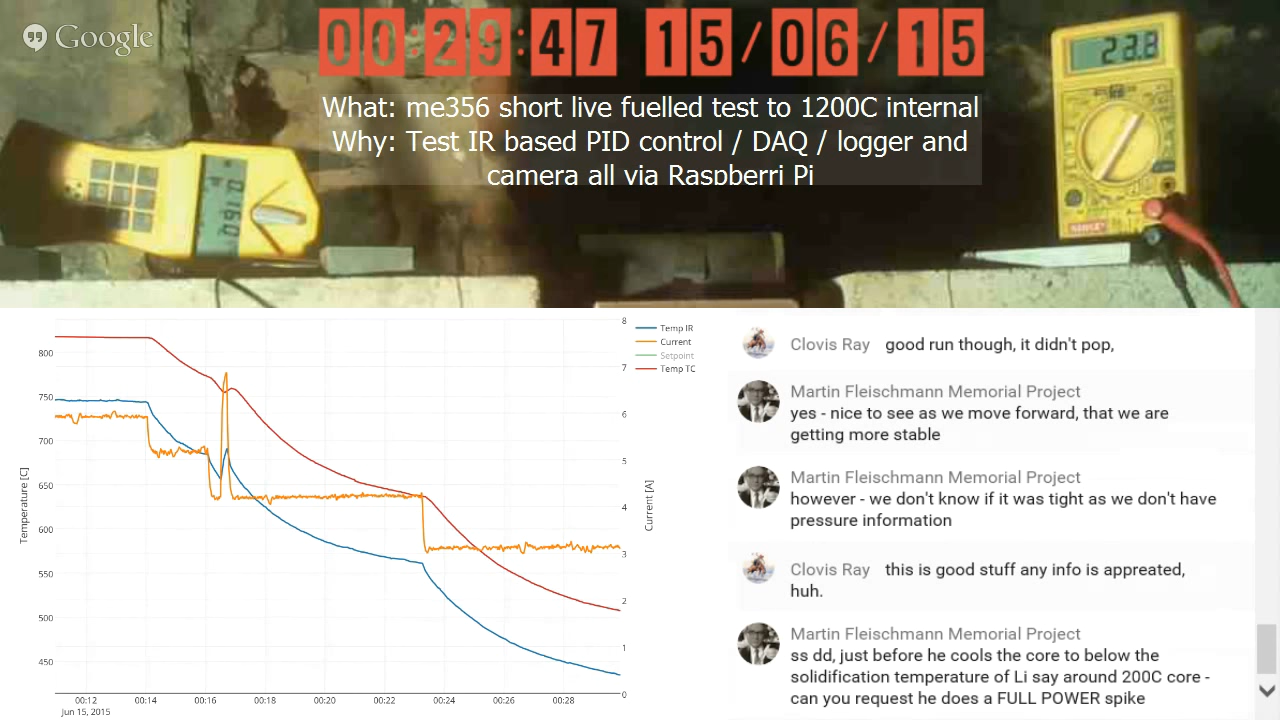 Google
00:29:47 15/06/15
What: me356 short live fuelled test to 1200C internal
Why: Test IR based PID control / DAQ / logger and
camera all via Raspberri Pi
23.8
Temp IR
Current
Setpoint
Temp TC
800
750
700
650
600
550
500
450
Temperature [C]
8
7
6
5
4
3
2
1
0
Current [A]
00:12
00:14
00:16
00:18
00:20
00:22
00:24
00:26
00:28
Jun 15, 2015
Clovis Ray good run though, it didn't pop,
Martin Fleischmann Memorial Project
yes - nice to see as we move forward, that we are
getting more stable
Martin Fleischmann Memorial Project
however - we don't know if it was tight as we don't have
pressure information
Clovis Ray this is good stuff any info is appreated,
huh.
Martin Fleischmann Memorial Project
ss dd, just before he cools the core to below the
solidification temperature of Li say around 200C core -
can you request he does a FULL POWER spike